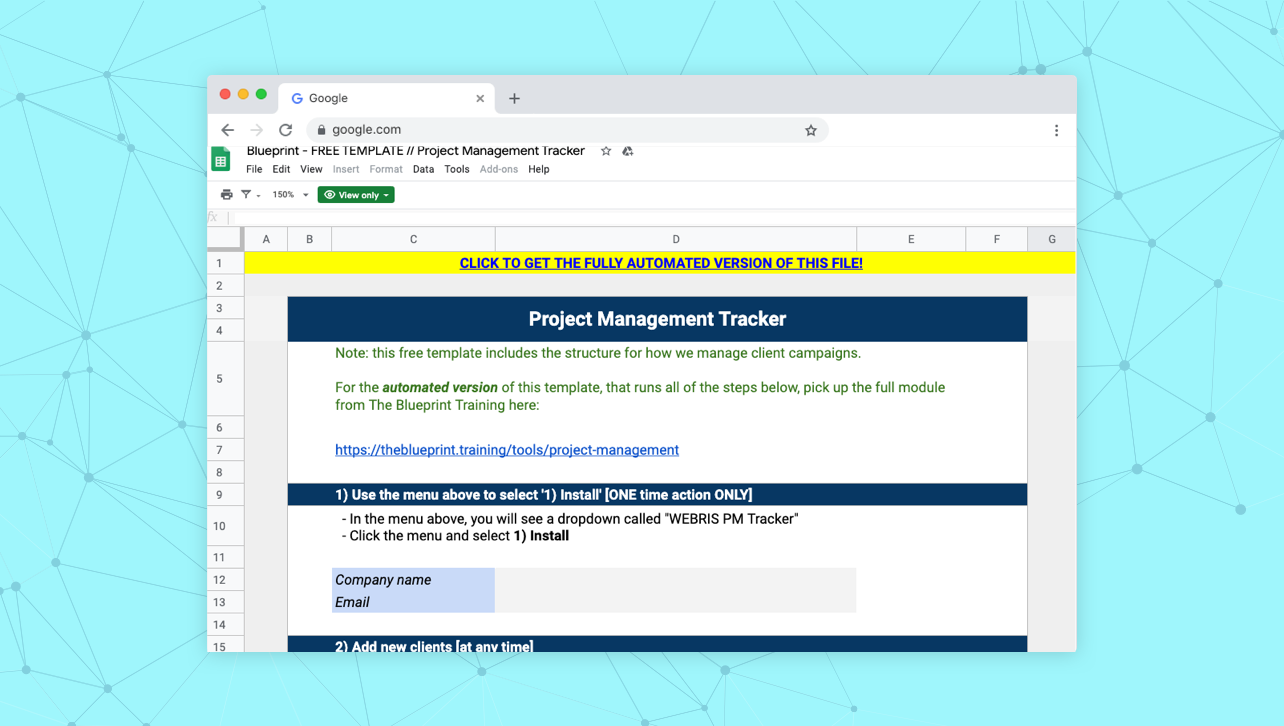 Google
google.com
Blueprint - FREE TEMPLATE // Project Management Tracker
File Edit View Insert Format Data Tools Add-ons Help
150% View only
fx
A B C D E F G
1 CLICK TO GET THE FULLY AUTOMATED VERSION OF THIS FILE!
2
3
Project Management Tracker
4
Note: this free template includes the structure for how we manage client campaigns.
5
For the automated version of this template, that runs all of the steps below, pick up the full module
from The Blueprint Training here:
6
7 https://theblueprint.training/tools/project-management
8
9 1) Use the menu above to select '1) Install' [ONE time action ONLY]
10 - In the menu above, you will see a dropdown called "WEBRIS PM Tracker"
- Click the menu and select 1) Install
11
12 Company name
13 Email
14
15 2) Add new clients [at any time]